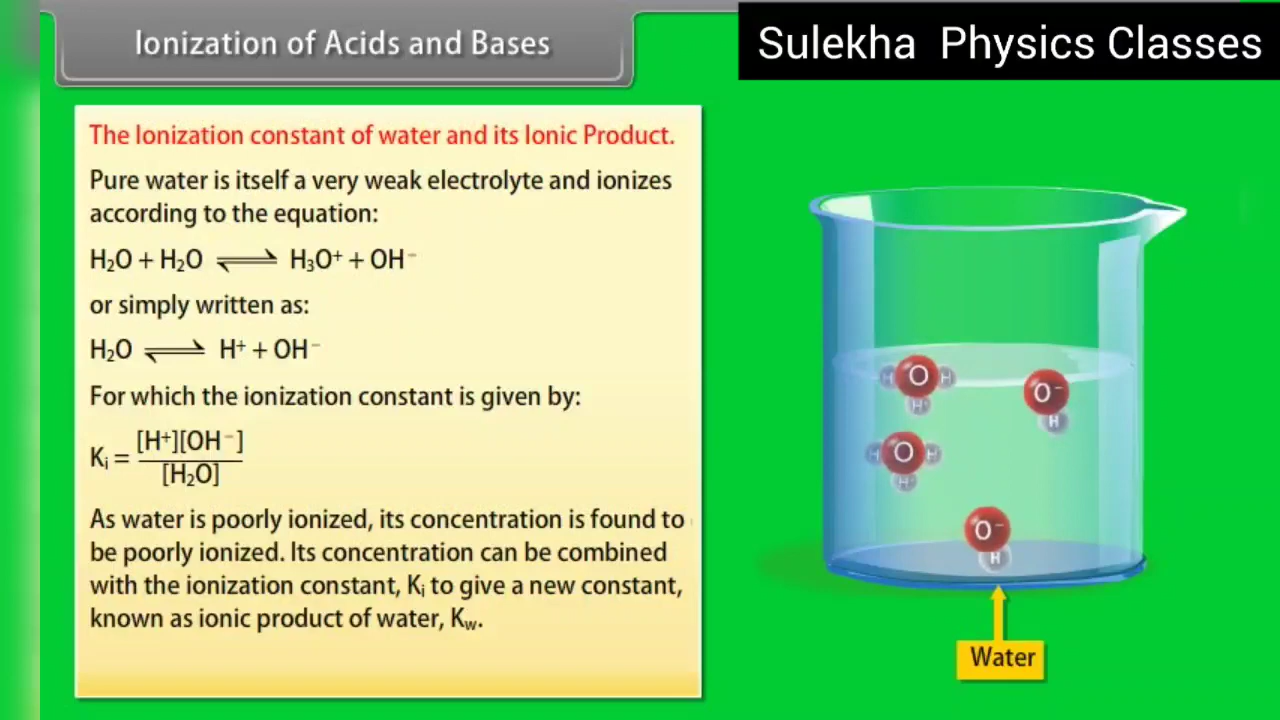 Ionization of Acids and Bases
Sulekha Physics Classes
The Ionization constant of water and its Ionic Product.
Pure water is itself a very weak electrolyte and ionizes
according to the equation:
H₂O + H₂O ⇌ H₃O⁺ + OH⁻
or simply written as:
H₂O ⇌ H⁺ + OH⁻
For which the ionization constant is given by:
Kᵢ = [H⁺][OH⁻]
[H₂O]
As water is poorly ionized, its concentration is found to
be poorly ionized. Its concentration can be combined
with the ionization constant, Kᵢ to give a new constant,
known as ionic product of water, K_w.
H O H
H⁺
O⁻
H
H O H
H⁺
O⁻
H
Water